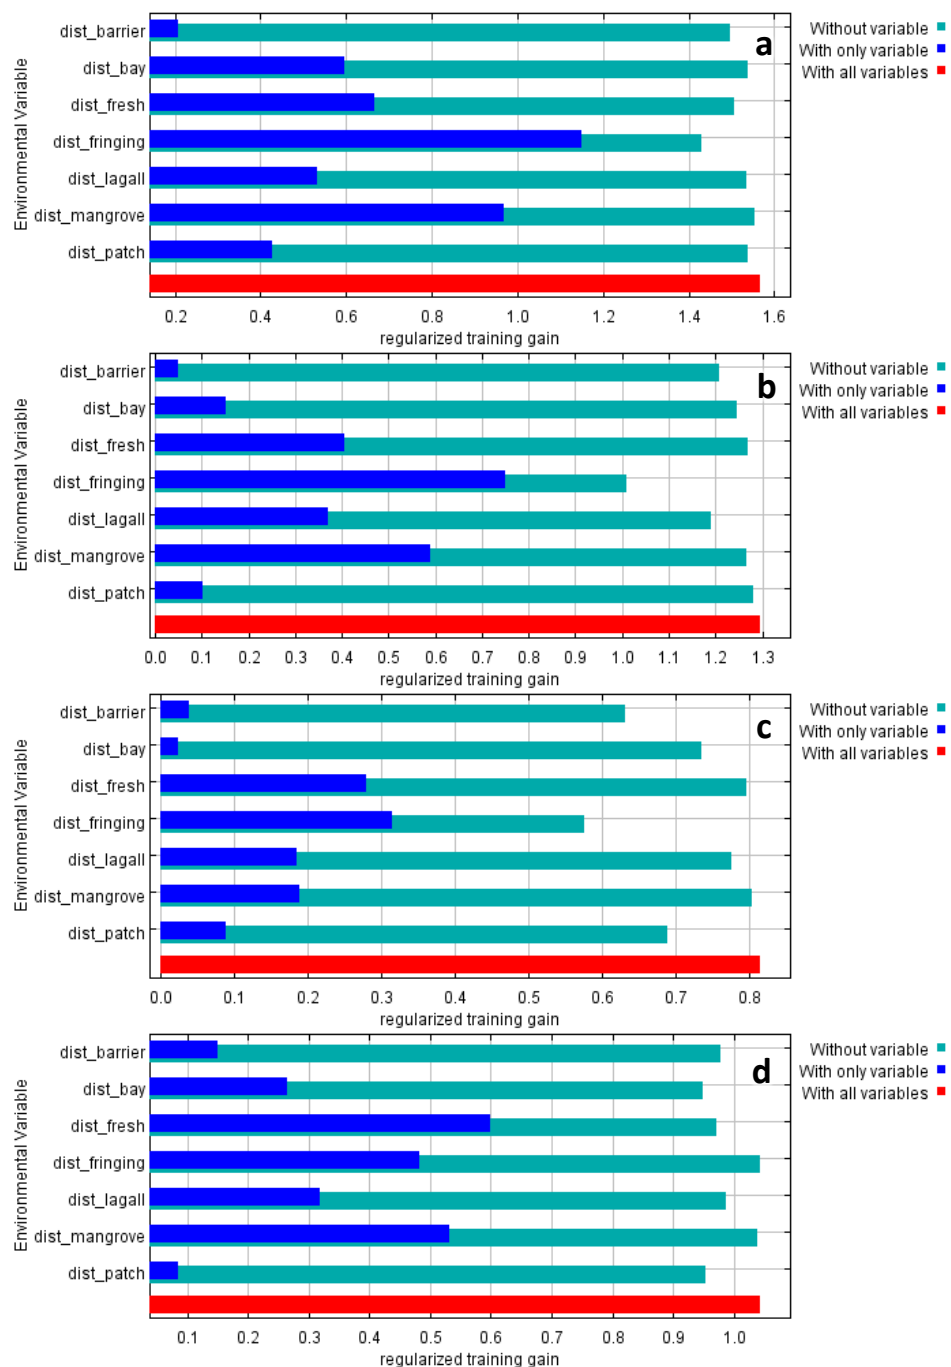 dist_barrier
dist_bay
dist_fresh
dist_fringing
dist_lagall
dist_mangrove
dist_patch
Environmental Variable
a
Without variable
With only variable
With all variables
0.2 0.4 0.6 0.8 1.0 1.2 1.4 1.6
regularized training gain
dist_barrier
dist_bay
dist_fresh
dist_fringing
dist_lagall
dist_mangrove
dist_patch
Environmental Variable
b
Without variable
With only variable
With all variables
0.0 0.1 0.2 0.3 0.4 0.5 0.6 0.7 0.8 0.9 1.0 1.1 1.2 1.3
regularized training gain
dist_barrier
dist_bay
dist_fresh
dist_fringing
dist_lagall
dist_mangrove
dist_patch
Environmental Variable
c
Without variable
With only variable
With all variables
0.0 0.1 0.2 0.3 0.4 0.5 0.6 0.7 0.8
regularized training gain
dist_barrier
dist_bay
dist_fresh
dist_fringing
dist_lagall
dist_mangrove
dist_patch
Environmental Variable
d
Without variable
With only variable
With all variables
0.1 0.2 0.3 0.4 0.5 0.6 0.7 0.8 0.9 1.0
regularized training gain